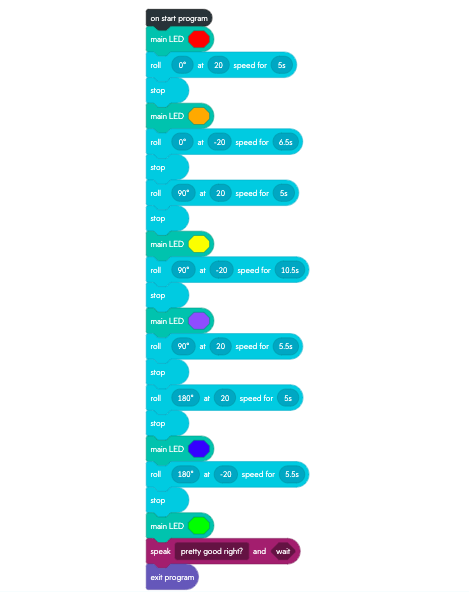 on start program
main LED
roll 0° at 20 speed for 5s
stop
main LED
roll 0° at -20 speed for 6.5s
stop
roll 90° at 20 speed for 5s
stop
main LED
roll 90° at -20 speed for 10.5s
stop
main LED
roll 90° at 20 speed for 5.5s
stop
roll 180° at 20 speed for 5s
stop
main LED
roll 180° at -20 speed for 5.5s
stop
main LED
speak pretty good right? and wait
exit program